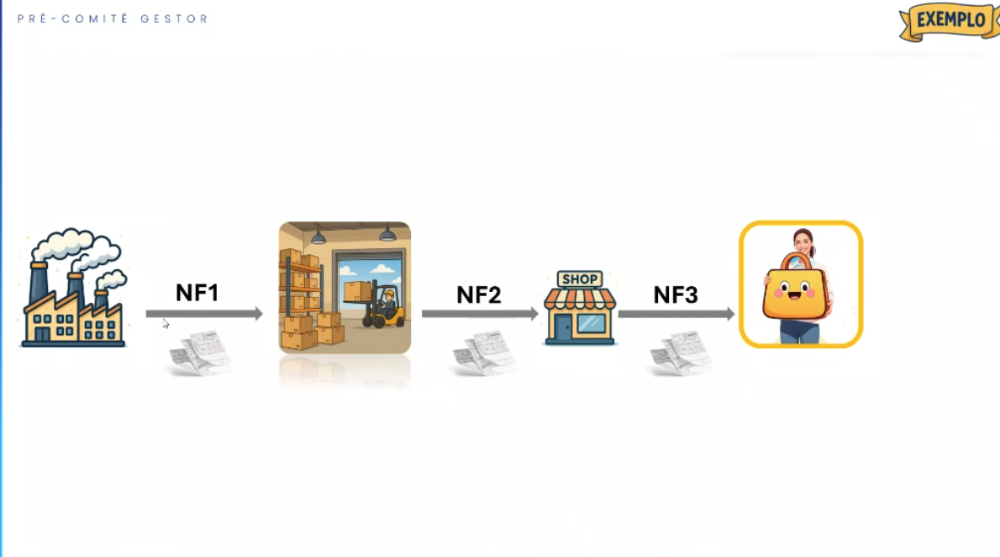 PRÉ-COMITÊ GESTOR
EXEMPLO
NF1
NF2
SHOP
NF3